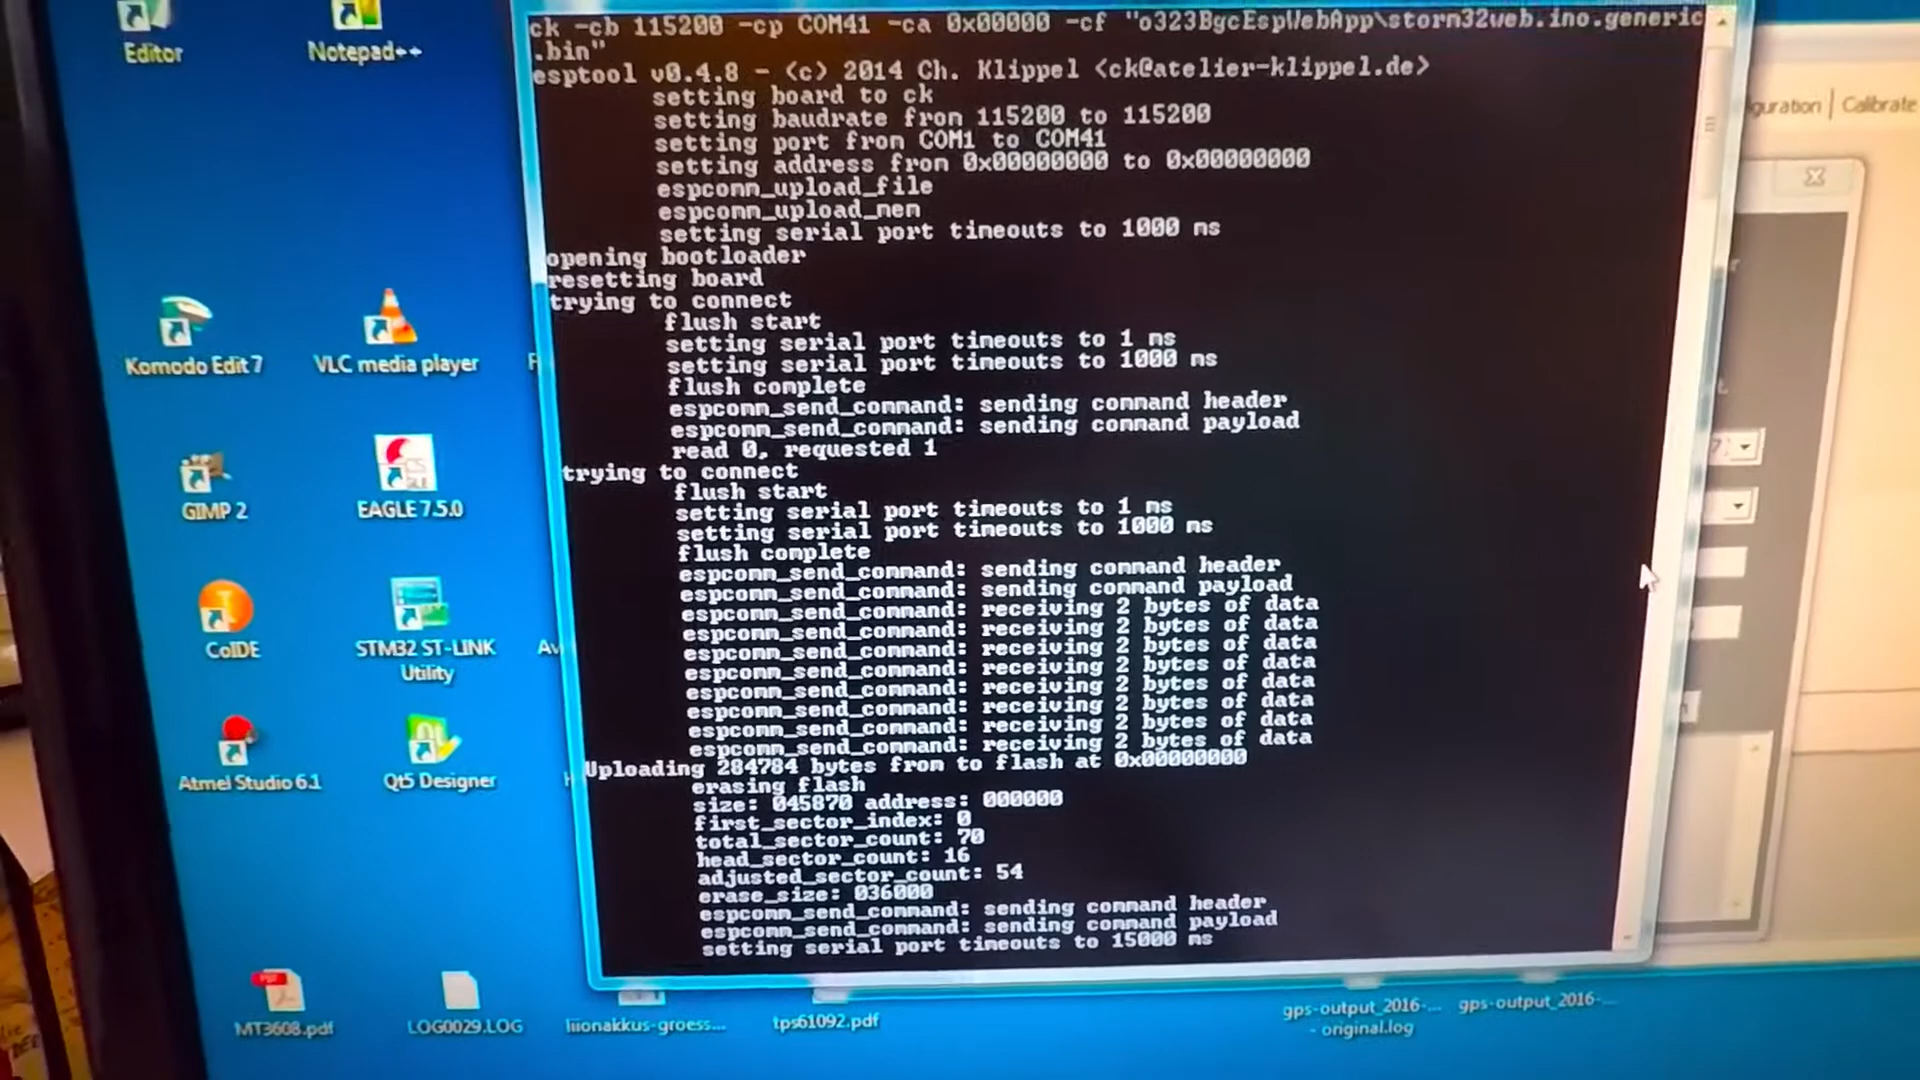 ck -cb 115200 -cp COM41 -ca 0x00000 -cf "o323BgcEspWebApp\storm32web.ino.generic
.bin"
esptool v0.4.8 - (c) 2014 Ch. Klippel <ck@atelier-klippel.de>
setting board to ck
setting baudrate from 115200 to 115200
setting port from COM1 to COM41
setting address from 0x00000000 to 0x00000000
espcomm_upload_file
espcomm_upload_mem
setting serial port timeouts to 1000 ms
opening bootloader
resetting board
trying to connect
flush start
setting serial port timeouts to 1 ms
setting serial port timeouts to 1000 ms
flush complete
espcomm_send_command: sending command header
espcomm_send_command: sending command payload
read 0, requested 1
trying to connect
flush start
setting serial port timeouts to 1 ms
setting serial port timeouts to 1000 ms
flush complete
espcomm_send_command: sending command header
espcomm_send_command: sending command payload
espcomm_send_command: receiving 2 bytes of data
espcomm_send_command: receiving 2 bytes of data
espcomm_send_command: receiving 2 bytes of data
espcomm_send_command: receiving 2 bytes of data
espcomm_send_command: receiving 2 bytes of data
espcomm_send_command: receiving 2 bytes of data
espcomm_send_command: receiving 2 bytes of data
espcomm_send_command: receiving 2 bytes of data
Uploading 284784 bytes from to flash at 0x00000000
erasing flash
size: 045870 address: 000000
first_sector_index: 0
total_sector_count: 70
head_sector_count: 16
adjusted_sector_count: 54
erase_size: 036000
espcomm_send_command: sending command header
espcomm_send_command: sending command payload
setting serial port timeouts to 15000 ms
Editor
Notepad++
Komodo Edit 7
VLC media player
GIMP 2
EAGLE 7.5.0
CoIDE
STM32 ST-LINK
Utility
Atmel Studio 6.1
Qt5 Designer
MT3608.pdf
LOG0029.LOG
liionakkus-groess...
tps61092.pdf
gps-output_2016-...
- original.log
gps-output_2016-...
guration
Calibrate